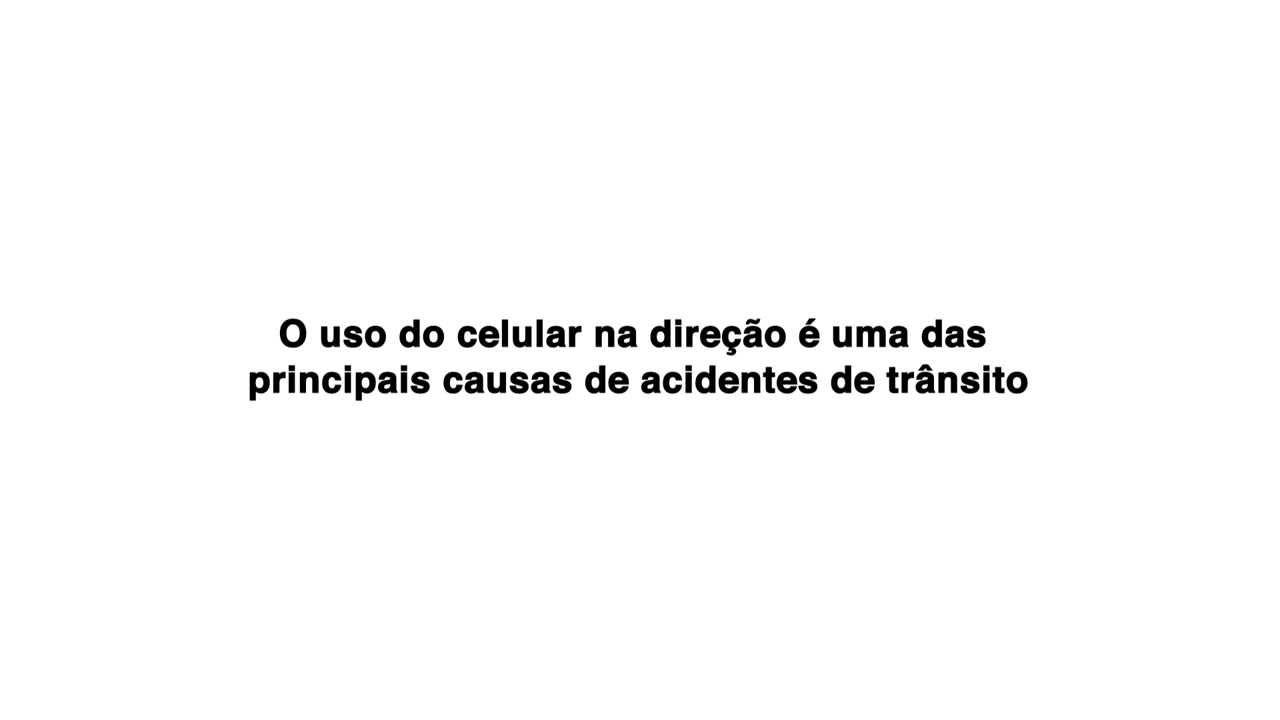 O uso do celular na direção é uma das
principais causas de acidentes de trânsito